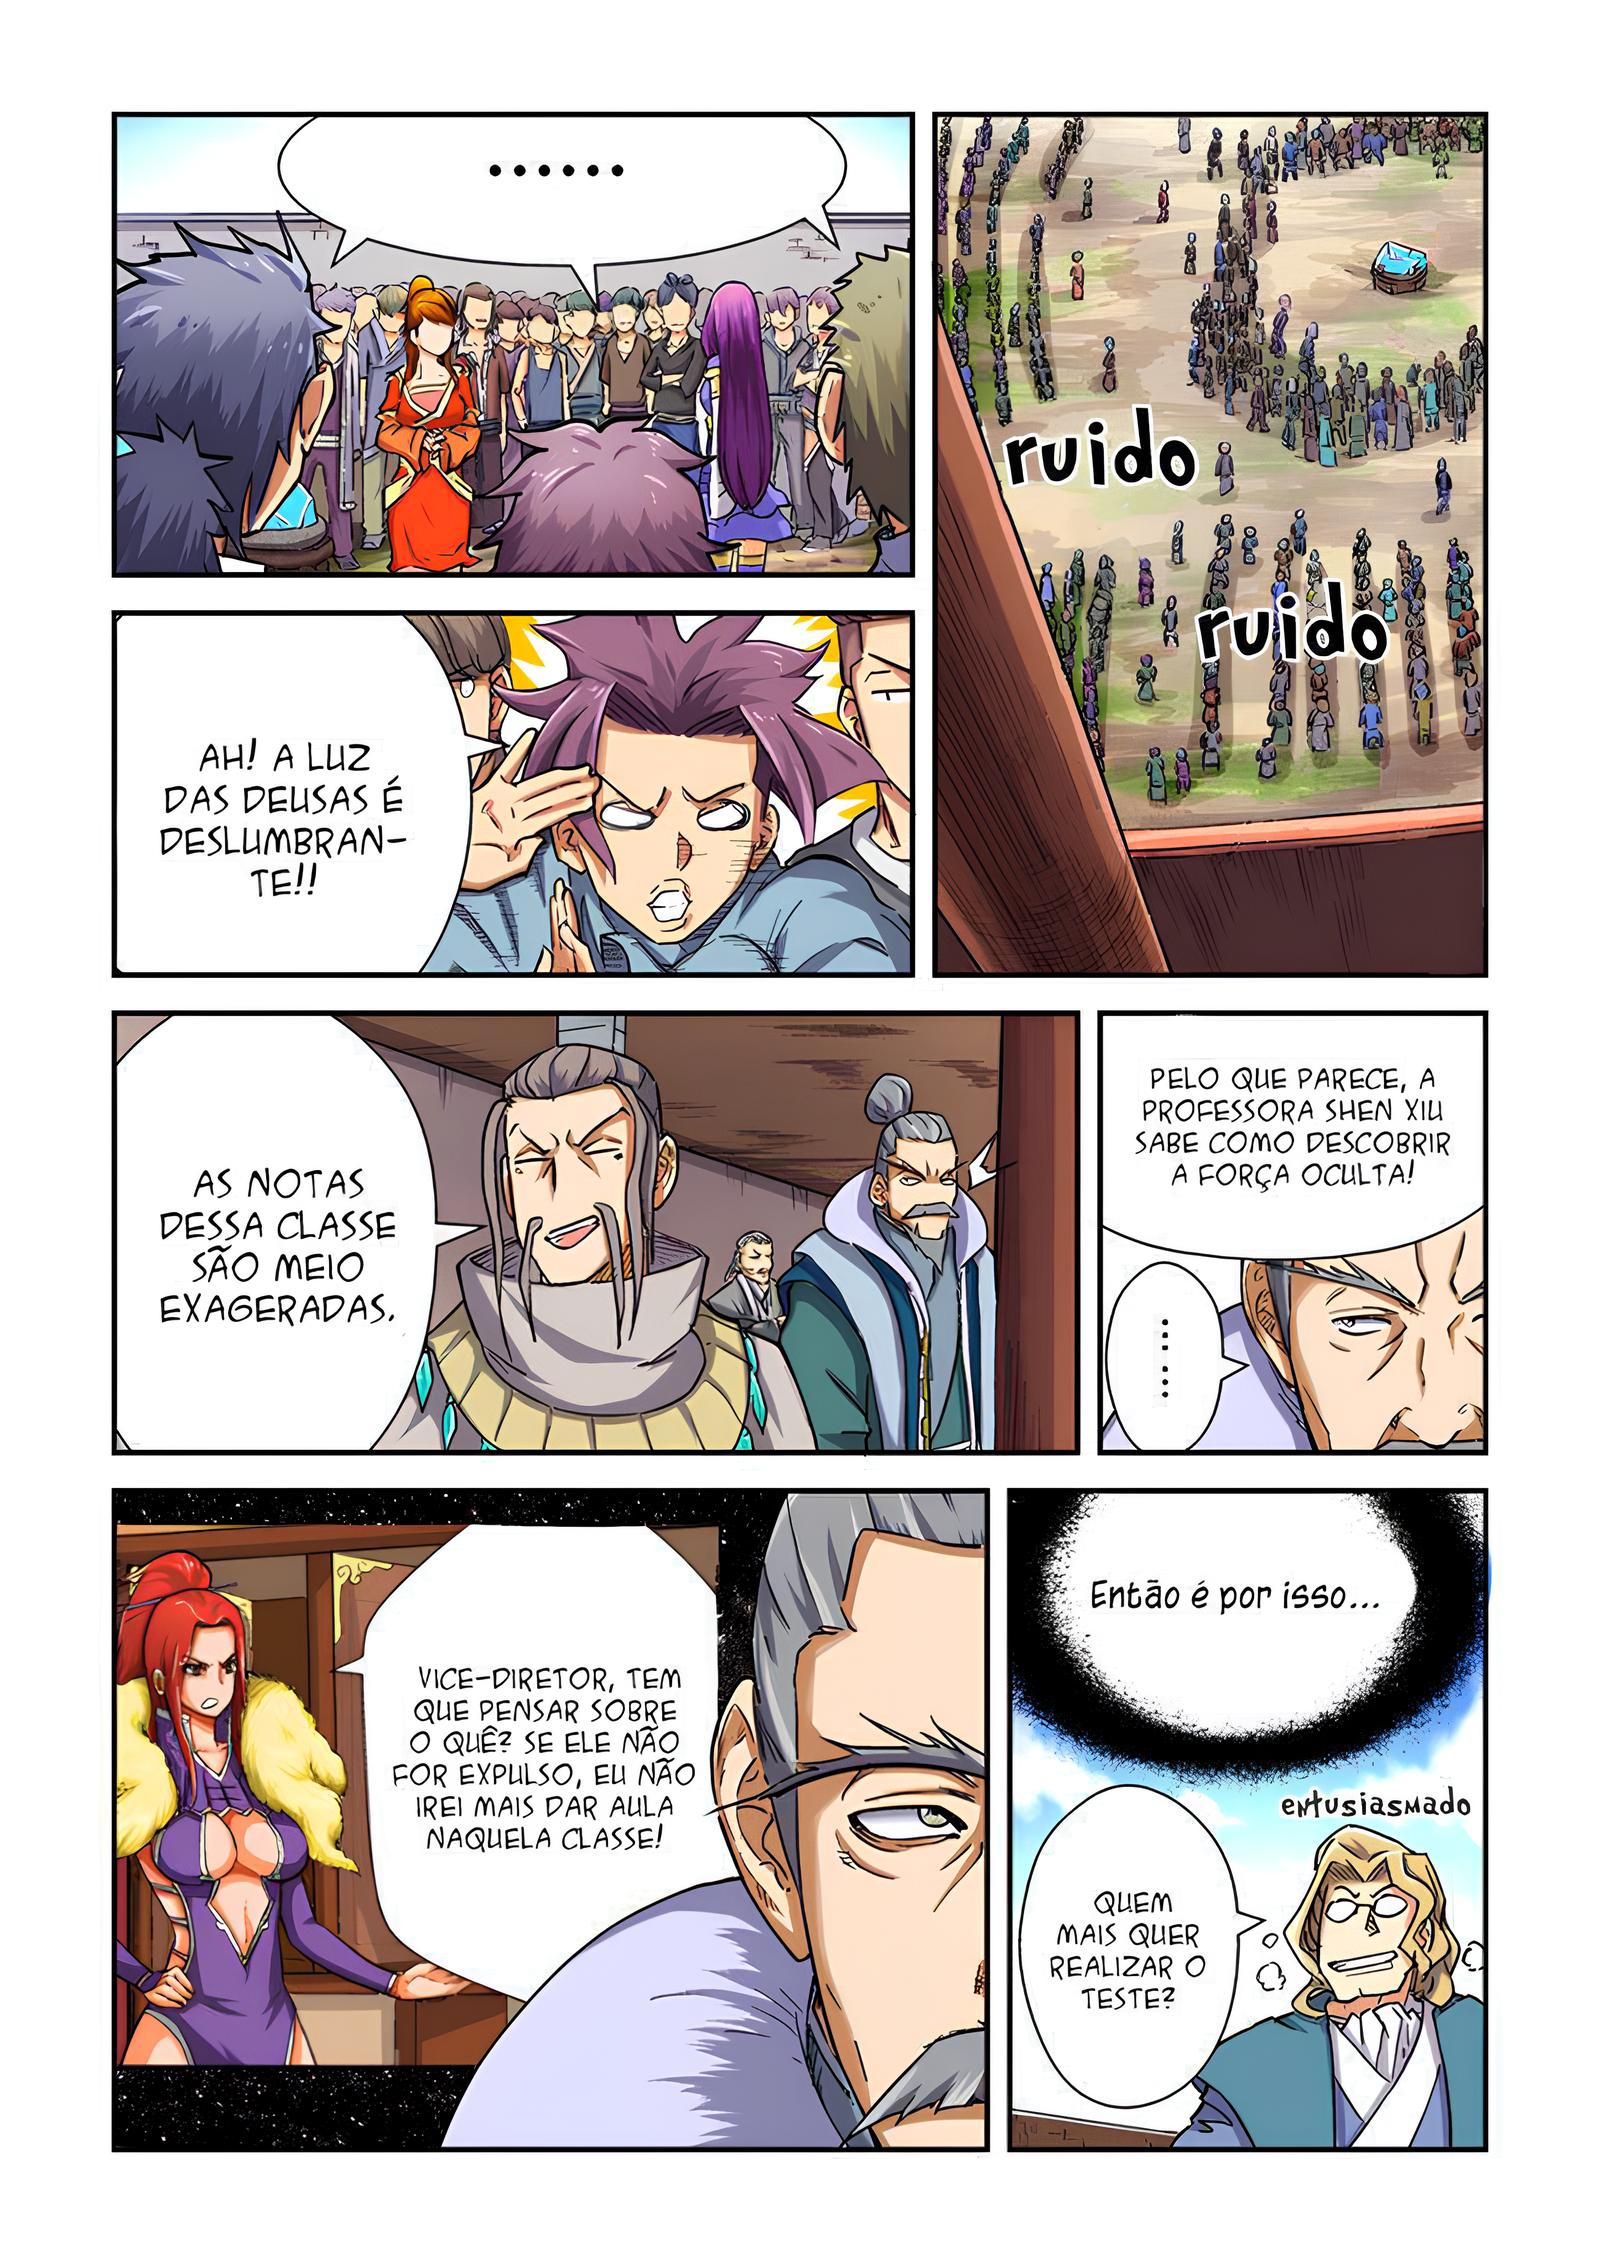 ......
AH! A LUZ
DAS DEUSAS É
DESLUMBRAN-
TE!!
ruido
ruido
AS NOTAS
DESSA CLASSE
SÃO MEIO
EXAGERADAS.
PELO QUE PARECE, A
PROFESSORA SHEN XIU
SABE COMO DESCOBRIR
A FORÇA OCULTA!
......
VICE-DIRETOR, TEM
QUE PENSAR SOBRE
O QUÊ? SE ELE NÃO
FOR EXPULSO, EU NÃO
IREI MAIS DAR AULA
NAQUELA CLASSE!
Então é por isso...
entusiasmado
QUEM
MAIS QUER
REALIZAR O
TESTE?